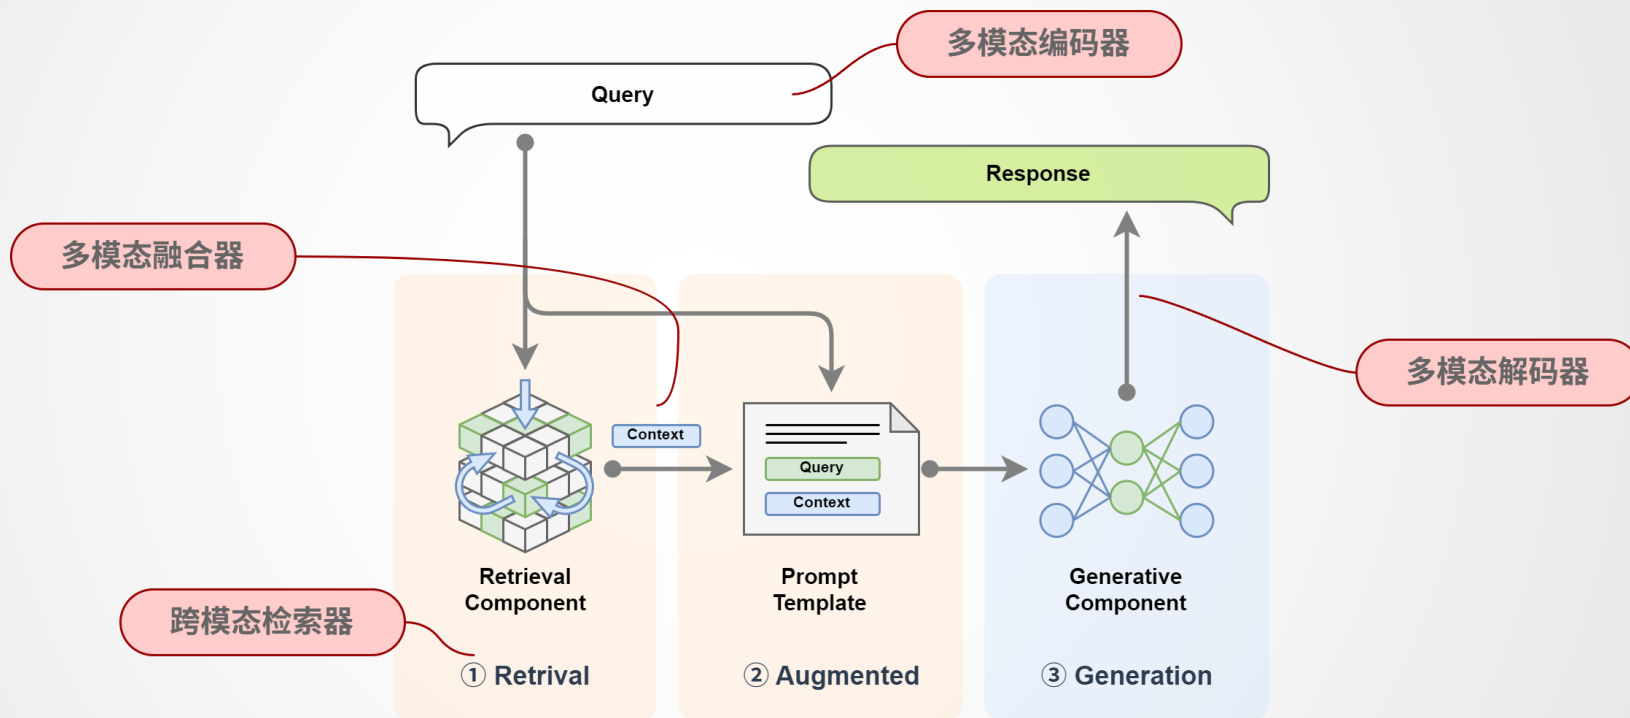 多模态编码器
Query
Response
多模态融合器
多模态解码器
Context
Query
Context
Retrieval
Component
Prompt
Template
Generative
Component
跨模态检索器
① Retrival
② Augmented
③ Generation